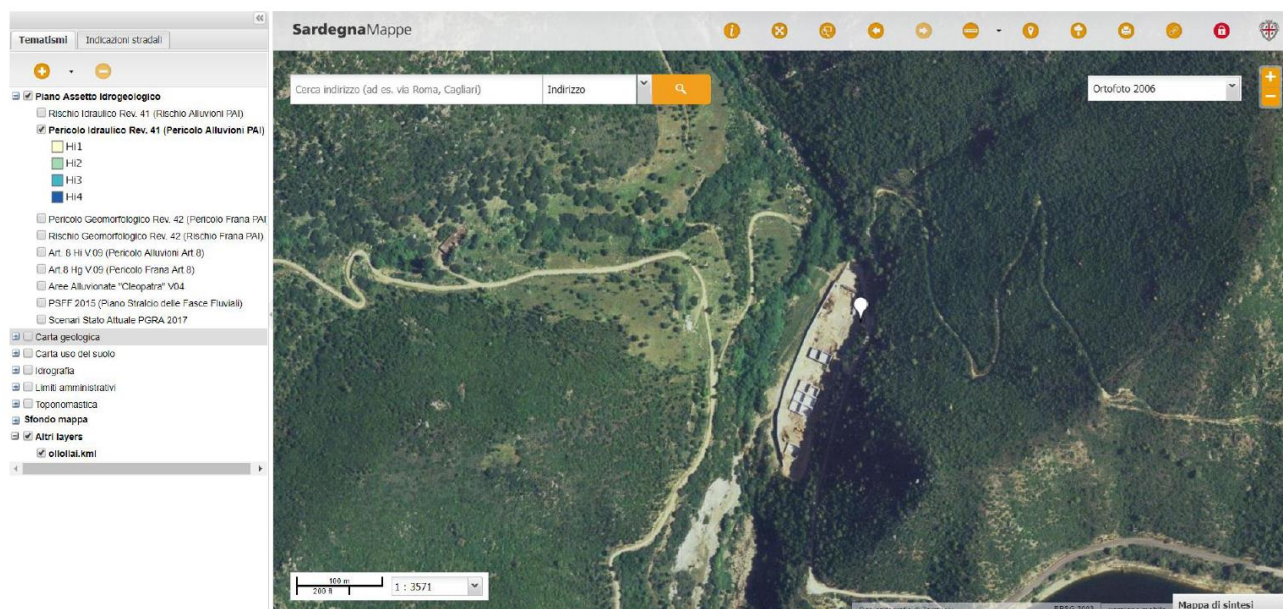 Tematismi
Indicazioni stradali
Piano Assetto Idrogeologico
Rischio Idraulico Rev. 41 (Rischio Alluvioni PAI)
Pericolo Idraulico Rev. 41 (Pericolo Alluvioni PAI)
Hi1
Hi2
Hi3
Hi4
Pericolo Geomorfologico Rev. 42 (Pericolo Frana PAI
Rischio Geomorfologico Rev. 42 (Rischio Frana PAI)
Art. 8 Hi V.09 (Pericolo Alluvioni Art.8)
Art.8 Hg V.09 (Pericolo Frana Art.8)
Aree Alluvionate "Cleopatra" V04
PSFF 2015 (Piano Stralcio delle Fasce Fluviali)
Scenari Stato Attuale PGRA 2017
Carta geologica
Carta uso del suolo
Idrografia
Limiti amministrativi
Toponomastica
Sfondo mappa
Altri layers
ollollai.kml
SardegnaMappe
Cerca indirizzo (ad es. via Roma, Cagliari)
Indirizzo
Ortofoto 2006
100 m
200 ft
1 : 3571
Mappa di sintesi